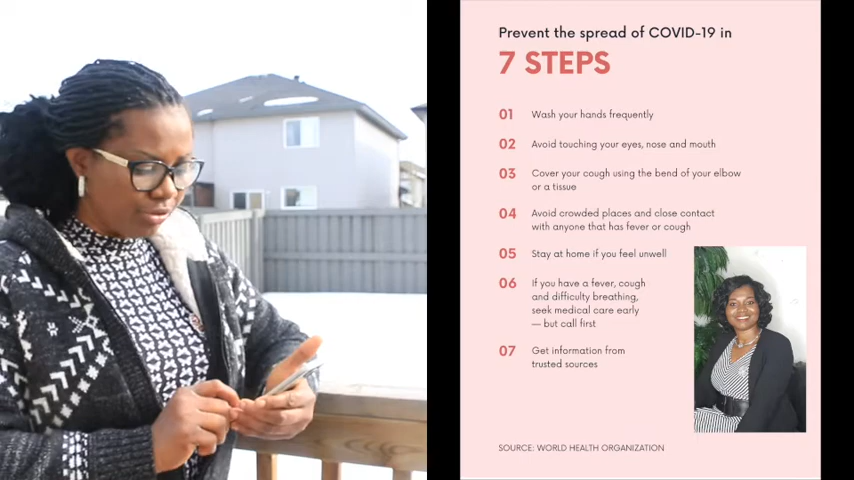 Prevent the spread of COVID-19 in
7 STEPS
01 Wash your hands frequently
02 Avoid touching your eyes, nose and mouth
03 Cover your cough using the bend of your elbow
or a tissue
04 Avoid crowded places and close contact
with anyone that has fever or cough
05 Stay at home if you feel unwell
06 If you have a fever, cough
and difficulty breathing,
seek medical care early
— but call first
07 Get information from
trusted sources
SOURCE: WORLD HEALTH ORGANIZATION